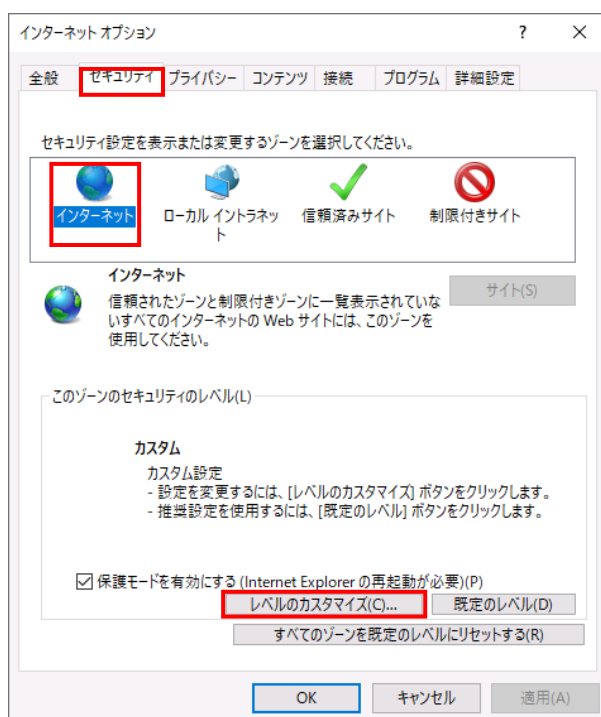 インターネット オプション ? ×
全般 セキュリティ プライバシー コンテンツ 接続 プログラム 詳細設定
セキュリティ設定を表示または変更するゾーンを選択してください。
インターネット ローカル イントラネッ 信頼済みサイト 制限付きサイト
ト
インターネット
サイト(S)
信頼されたゾーンと制限付きゾーンに一覧表示されていな
いすべてのインターネットの Web サイトには、このゾーンを
使用してください。
このゾーンのセキュリティのレベル(L)
カスタム
カスタム設定
- 設定を変更するには、[レベルのカスタマイズ] ボタンをクリックします。
- 推奨設定を使用するには、[既定のレベル] ボタンをクリックします。
保護モードを有効にする (Internet Explorer の再起動が必要)(P)
レベルのカスタマイズ(C)... 既定のレベル(D)
すべてのゾーンを既定のレベルにリセットする(R)
OK キャンセル 適用(A)